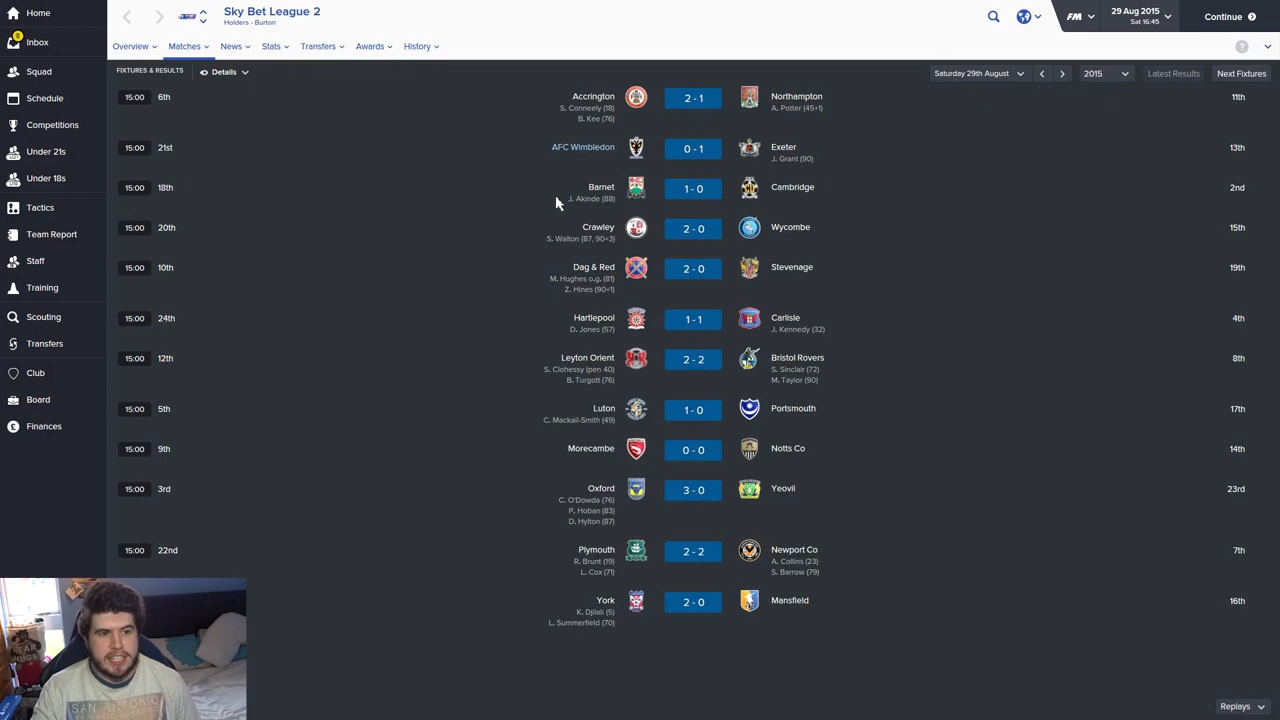 Home
8
Inbox
Squad
Schedule
Competitions
Under 21s
Under 18s
Tactics
Team Report
Staff
Training
Scouting
Transfers
Club
Board
Finances
Sky Bet League 2
Holders - Burton
FM
29 Aug 2015
Sat 16:45
Continue
Overview
Matches
News
Stats
Transfers
Awards
History
?
FIXTURES & RESULTS
Details
Saturday 29th August
2015
Latest Results
Next Fixtures
15:00 6th Accrington 2 - 1 Northampton 11th
S. Conneely (18) A. Potter (45+1)
B. Kee (76)
15:00 21st AFC Wimbledon 0 - 1 Exeter 13th
J. Grant (90)
15:00 18th Barnet 1 - 0 Cambridge 2nd
J. Akinde (88)
15:00 20th Crawley 2 - 0 Wycombe 15th
S. Walton (87, 90+3)
15:00 10th Dag & Red 2 - 0 Stevenage 19th
M. Hughes o.g. (81)
Z. Hines (90+1)
15:00 24th Hartlepool 1 - 1 Carlisle 4th
D. Jones (57) J. Kennedy (32)
15:00 12th Leyton Orient 2 - 2 Bristol Rovers 8th
S. Clohessy (pen 40) S. Sinclair (72)
B. Turgott (76) M. Taylor (90)
15:00 5th Luton 1 - 0 Portsmouth 17th
C. Mackail-Smith (49)
15:00 9th Morecambe 0 - 0 Notts Co 14th
15:00 3rd Oxford 3 - 0 Yeovil 23rd
C. O'Dowda (76)
P. Hoban (83)
D. Hylton (87)
15:00 22nd Plymouth 2 - 2 Newport Co 7th
R. Brunt (19) A. Collins (23)
L. Cox (71) S. Barrow (79)
York 2 - 0 Mansfield 16th
K. Djilali (5)
L. Summerfield (70)
SAN ANTONIO
Replays